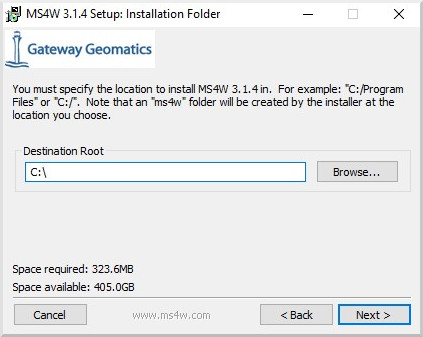 MS4W 3.1.4 Setup: Installation Folder
Gateway Geomatics
You must specify the location to install MS4W 3.1.4 in. For example: "C:/Program
Files" or "C:/". Note that an "ms4w" folder will be created by the installer at the
location you choose.
Destination Root
C:\
Browse...
Space required: 323.6MB
Space available: 405.0GB
Cancel
www.ms4w.com
< Back
Next >